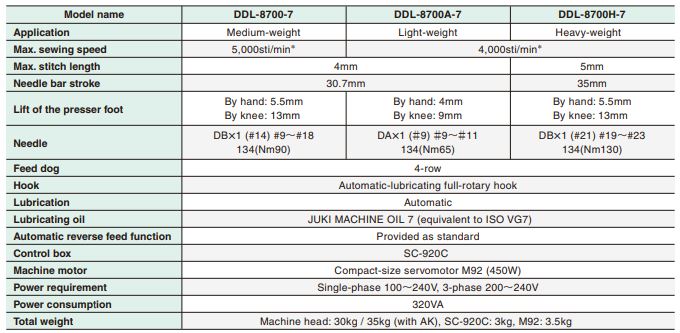 Model name DDL-8700-7 DDL-8700A-7 DDL-8700H-7
Application Medium-weight Light-weight Heavy-weight
Max. sewing speed 5,000sti/min* 4,000sti/min*
Max. stitch length 4mm 5mm
Needle bar stroke 30.7mm 35mm
Lift of the presser foot By hand: 5.5mm By hand: 4mm By hand: 5.5mm
By knee: 13mm By knee: 9mm By knee: 13mm
Needle DB×1 (#14) #9～#18 DA×1 (#9) #9～#11 DB×1 (#21) #19～#23
134(Nm90) 134(Nm65) 134(Nm130)
Feed dog 4-row
Hook Automatic-lubricating full-rotary hook
Lubrication Automatic
Lubricating oil JUKI MACHINE OIL 7 (equivalent to ISO VG7)
Automatic reverse feed function Provided as standard
Control box SC-920C
Machine motor Compact-size servomotor M92 (450W)
Power requirement Single-phase 100～240V, 3-phase 200～240V
Power consumption 320VA
Total weight Machine head: 30kg / 35kg (with AK), SC-920C: 3kg, M92: 3.5kg